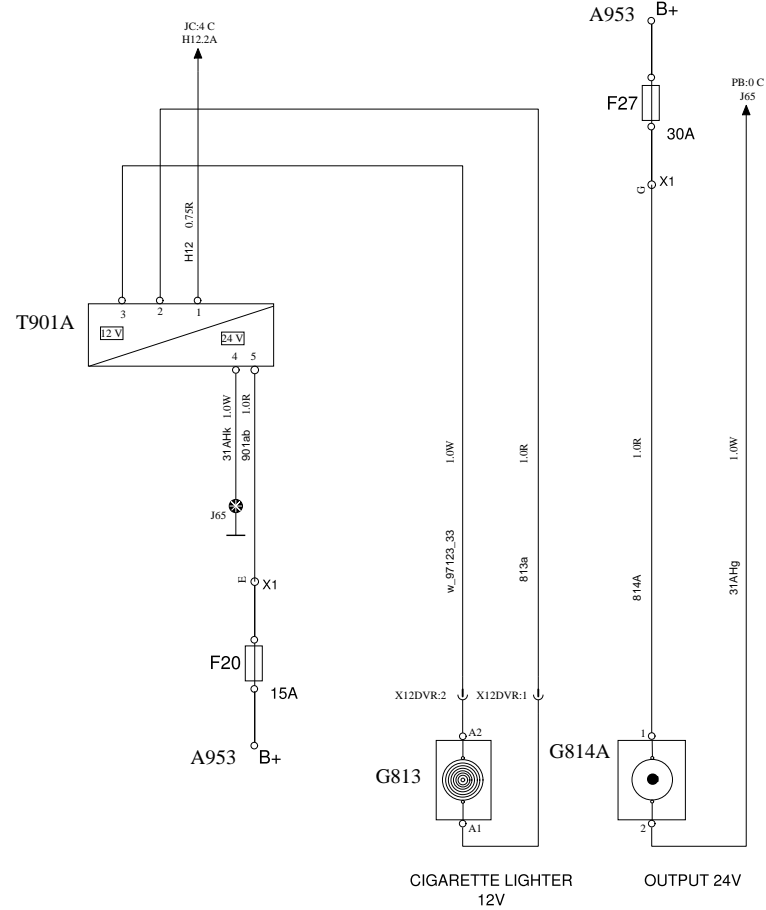 A953 B+
JC:4 C
H12.2A
PB:0 C
J65
F27
30A
G X1
H12 0.75R
3 2 1
T901A
12 V
24 V
4 5
31AHk 1.0W
901ab 1.0R
1.0W
1.0R
1.0R
1.0W
J65
w_97123_33
813a
814A
31AHg
E X1
F20
15A
X12DVR:2 X12DVR:1
A2
1
A953 B+
G813
G814A
A1
2
CIGARETTE LIGHTER
12V
OUTPUT 24V